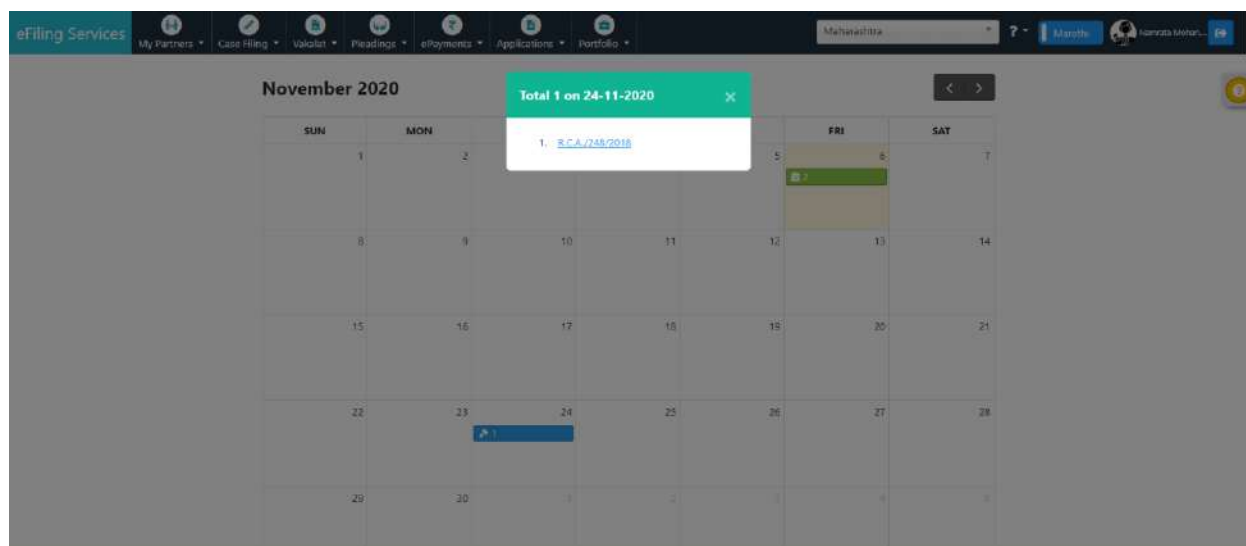 eFiling Services
My Partners
Case Filing
Vakalat
Pleadings
ePayments
Applications
Portfolio
Maharashtra
?
Marathi
Namrata Mohan...
November 2020
Total 1 on 24-11-2020 ×
< >
SUN MON FRI SAT
1. R.C.A./248/2018
1 2 5 6 7
2
8 9 10 11 12 13 14
15 16 17 18 19 20 21
22 23 24 25 26 27 28
1
29 30 1 2 3 4 5